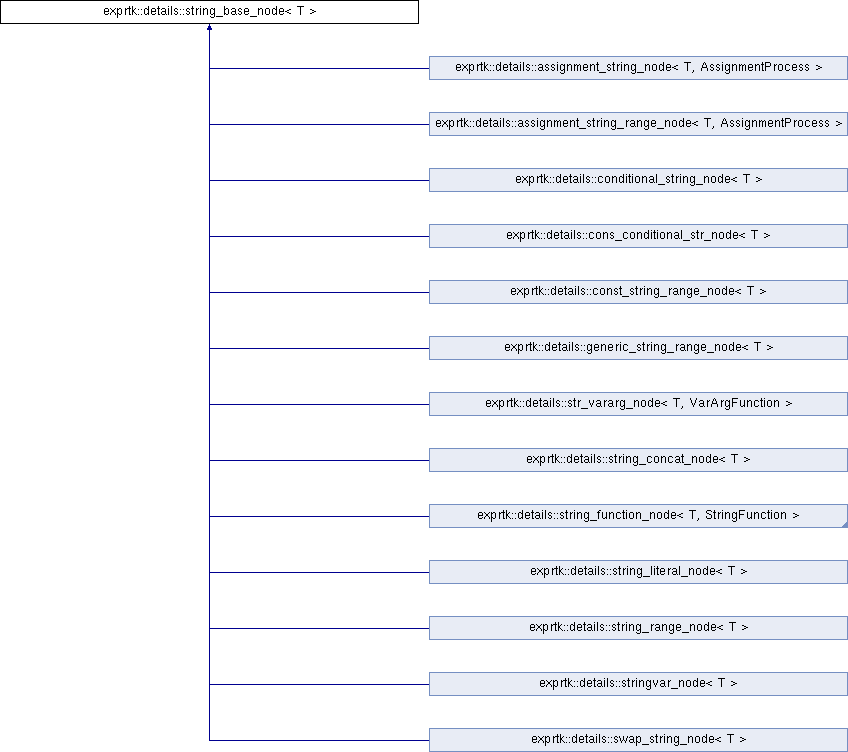 exprtk::details::string_base_node< T >
exprtk::details::assignment_string_node< T, AssignmentProcess >
exprtk::details::assignment_string_range_node< T, AssignmentProcess >
exprtk::details::conditional_string_node< T >
exprtk::details::cons_conditional_str_node< T >
exprtk::details::const_string_range_node< T >
exprtk::details::generic_string_range_node< T >
exprtk::details::str_vararg_node< T, VarArgFunction >
exprtk::details::string_concat_node< T >
exprtk::details::string_function_node< T, StringFunction >
exprtk::details::string_literal_node< T >
exprtk::details::string_range_node< T >
exprtk::details::stringvar_node< T >
exprtk::details::swap_string_node< T >